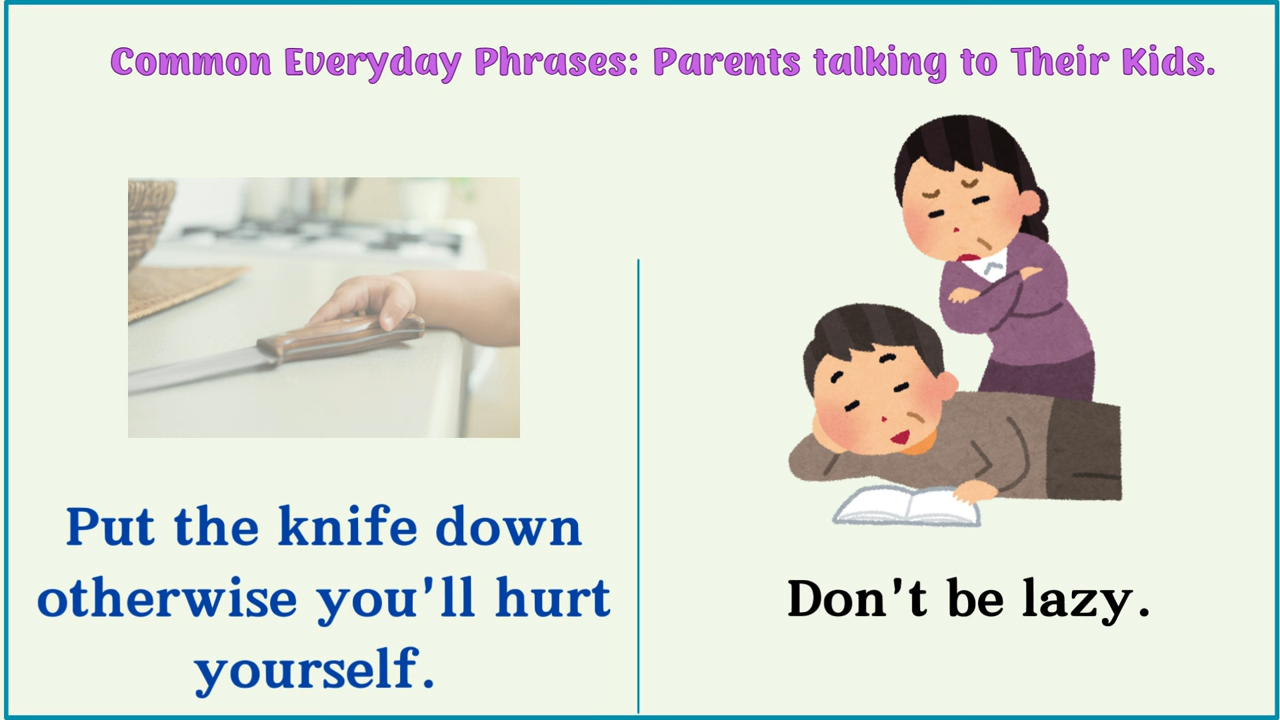 Common Everyday Phrases: Parents talking to Their Kids.
Put the knife down
otherwise you'll hurt
yourself.
Don't be lazy.